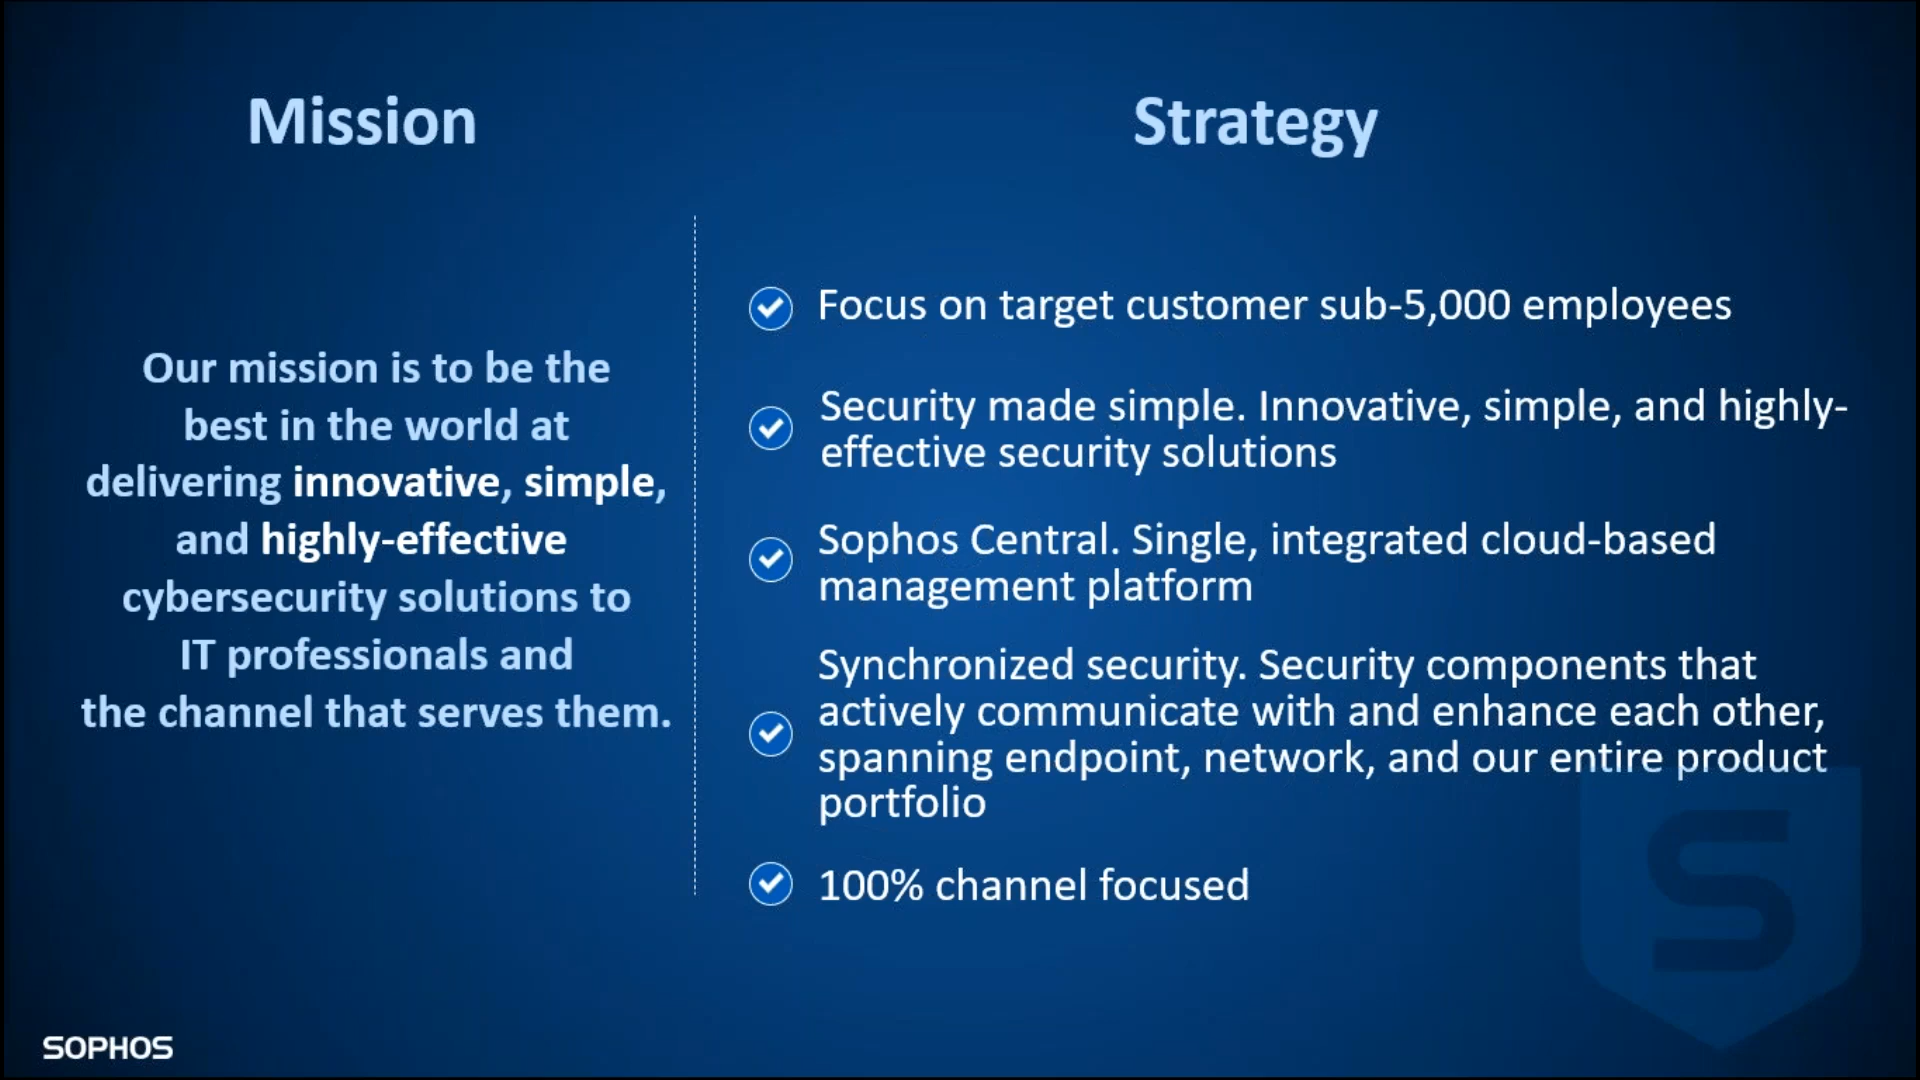 Mission
Our mission is to be the
best in the world at
delivering innovative, simple,
and highly-effective
cybersecurity solutions to
IT professionals and
the channel that serves them.
Strategy
Focus on target customer sub-5,000 employees
Security made simple. Innovative, simple, and highly-
effective security solutions
Sophos Central. Single, integrated cloud-based
management platform
Synchronized security. Security components that
actively communicate with and enhance each other,
spanning endpoint, network, and our entire product
portfolio
100% channel focused
S
SOPHOS